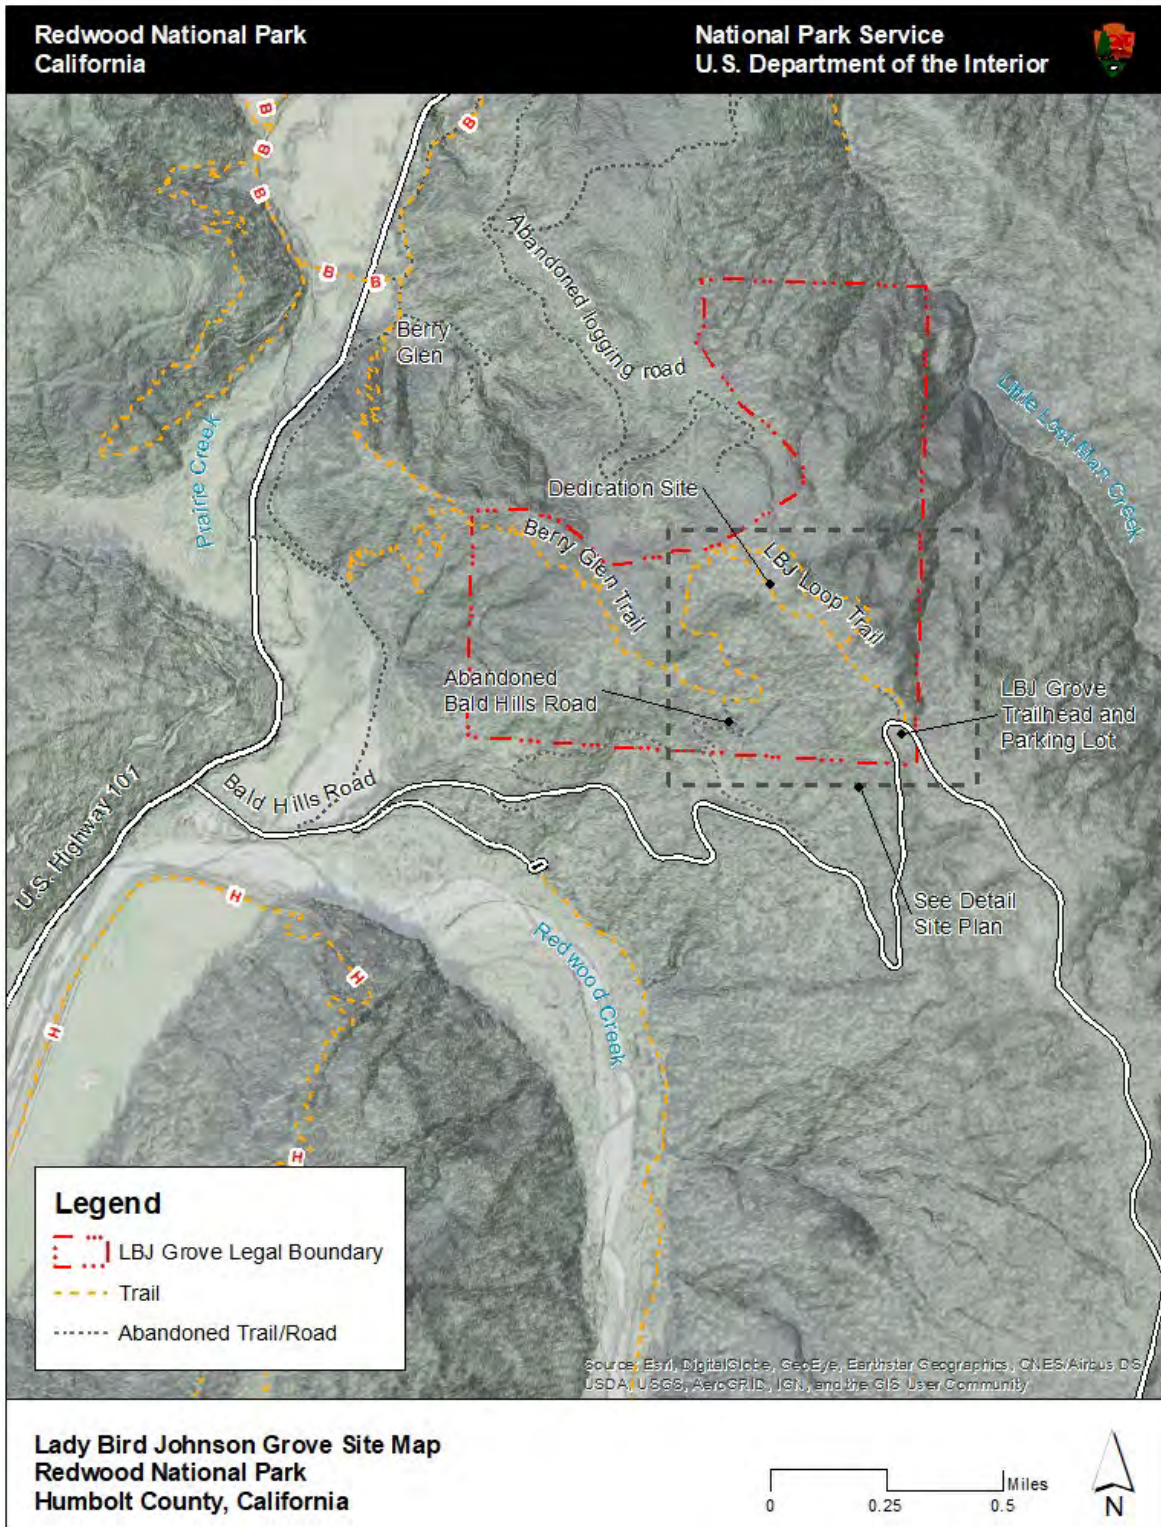 Redwood National Park
California
National Park Service
U.S. Department of the Interior
B
B
B
B
B
B
Abandoned logging road
Berry
Glen
Little Lost Man Creek
Prairie Creek
Dedication Site
Berry Glen Trail
LBJ Loop Trail
Abandoned
Bald Hills Road
LBJ Grove
Trailhead and
Parking Lot
U.S. Highway 101
Bald Hills Road
See Detail
Site Plan
H
H
H
H
Redwood Creek
Legend
LBJ Grove Legal Boundary
Trail
Abandoned Trail/Road
Source: Esri, DigitalGlobe, GeoEye, Earthstar Geographics, CNES/Airbus DS,
USDA, USGS, AeroGRID, IGN, and the GIS User Community
Lady Bird Johnson Grove Site Map
Redwood National Park
Humbolt County, California
Miles
0 0.25 0.5
N